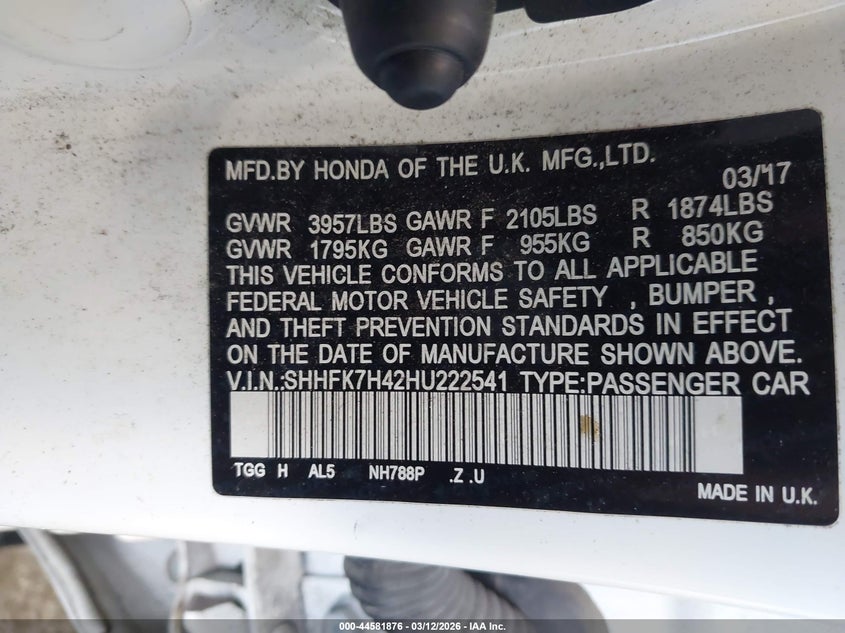 MFD.BY HONDA OF THE U.K. MFG.,LTD.
03/'17
GVWR 3957LBS GAWR F 2105LBS R 1874LBS
GVWR 1795KG GAWR F 955KG R 850KG
THIS VEHICLE CONFORMS TO ALL APPLICABLE
FEDERAL MOTOR VEHICLE SAFETY , BUMPER ,
AND THEFT PREVENTION STANDARDS IN EFFECT
ON THE DATE OF MANUFACTURE SHOWN ABOVE.
V.I.N.:SHHFK7H42HU222541 TYPE:PASSENGER CAR
TGG H AL5 NH788P .Z .U
MADE IN U.K.
000-44581876 | 03/12/2026 | IAA Inc.